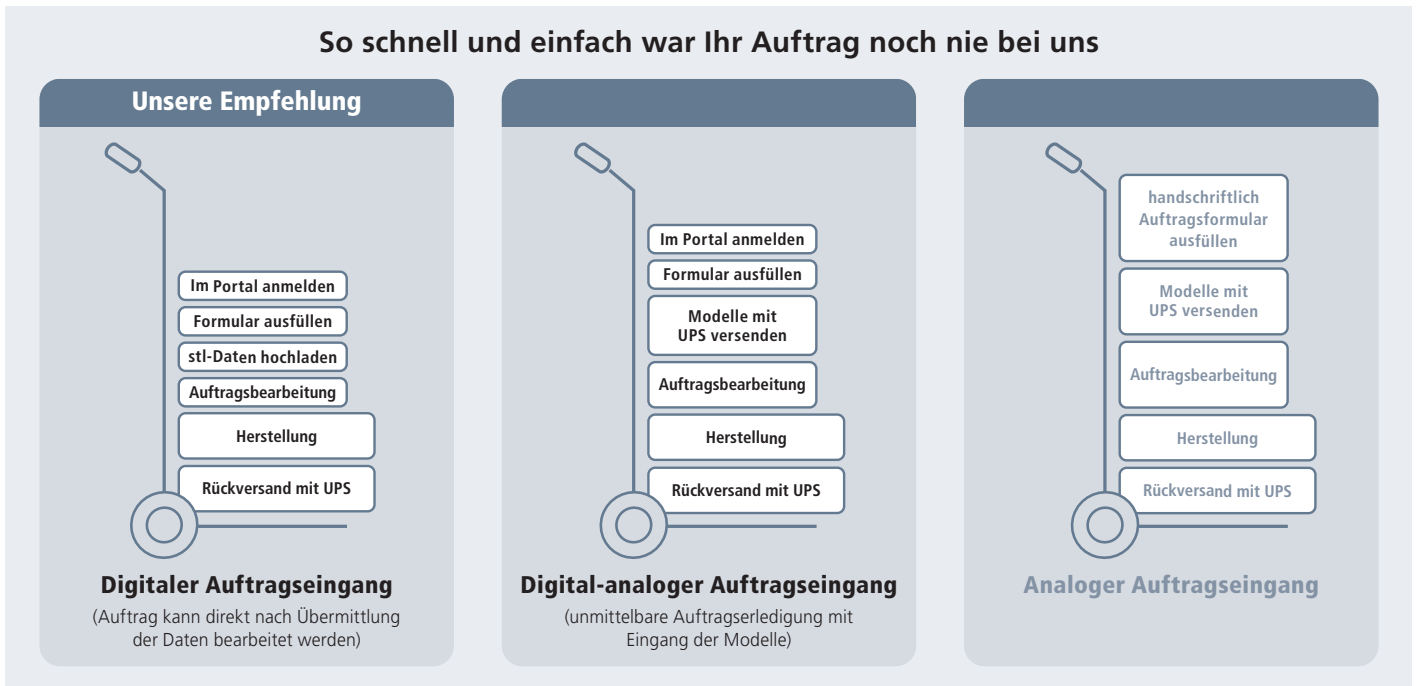 So schnell und einfach war Ihr Auftrag noch nie bei uns
Unsere Empfehlung
Im Portal anmelden
Formular ausfüllen
stl-Daten hochladen
Auftragsbearbeitung
Herstellung
Rückversand mit UPS
Digitaler Auftragseingang
(Auftrag kann direkt nach Übermittlung
der Daten bearbeitet werden)
Im Portal anmelden
Formular ausfüllen
Modelle mit
UPS versenden
Auftragsbearbeitung
Herstellung
Rückversand mit UPS
Digital-analoger Auftragseingang
(unmittelbare Auftragserledigung mit
Eingang der Modelle)
handschriftlich
Auftragsformular
ausfüllen
Modelle mit
UPS versenden
Auftragsbearbeitung
Herstellung
Rückversand mit UPS
Analoger Auftragseingang